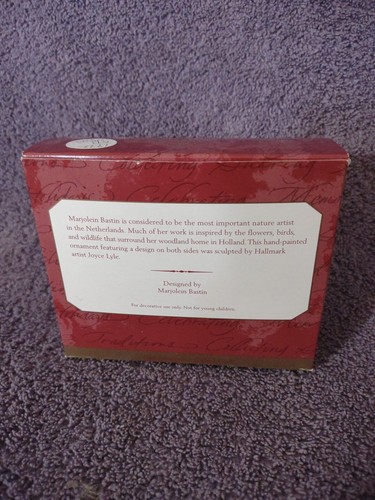 Marjolein Bastin is considered to be the most important nature artist
in the Netherlands. Much of her work is inspired by the flowers, birds,
and wildlife that surround her woodland home in Holland. This hand-painted
ornament featuring a design on both sides was sculpted by Hallmark
artist Joyce Lyle.
Designed by
Marjolein Bastin
For decorative use only. Not for young children.
Traditions Collecting